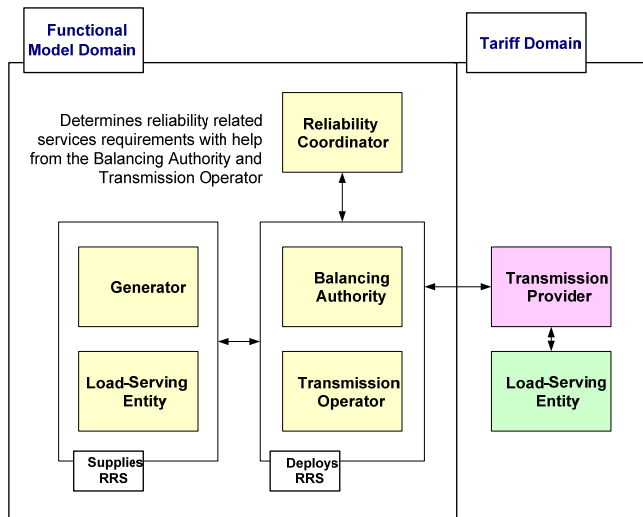 Functional
Model Domain
Tariff Domain
Determines reliability related
services requirements with help
from the Balancing Authority and
Transmission Operator
Reliability
Coordinator
Generator
Balancing
Authority
Transmission
Provider
Load-Serving
Entity
Transmission
Operator
Load-Serving
Entity
Supplies
RRS
Deploys
RRS